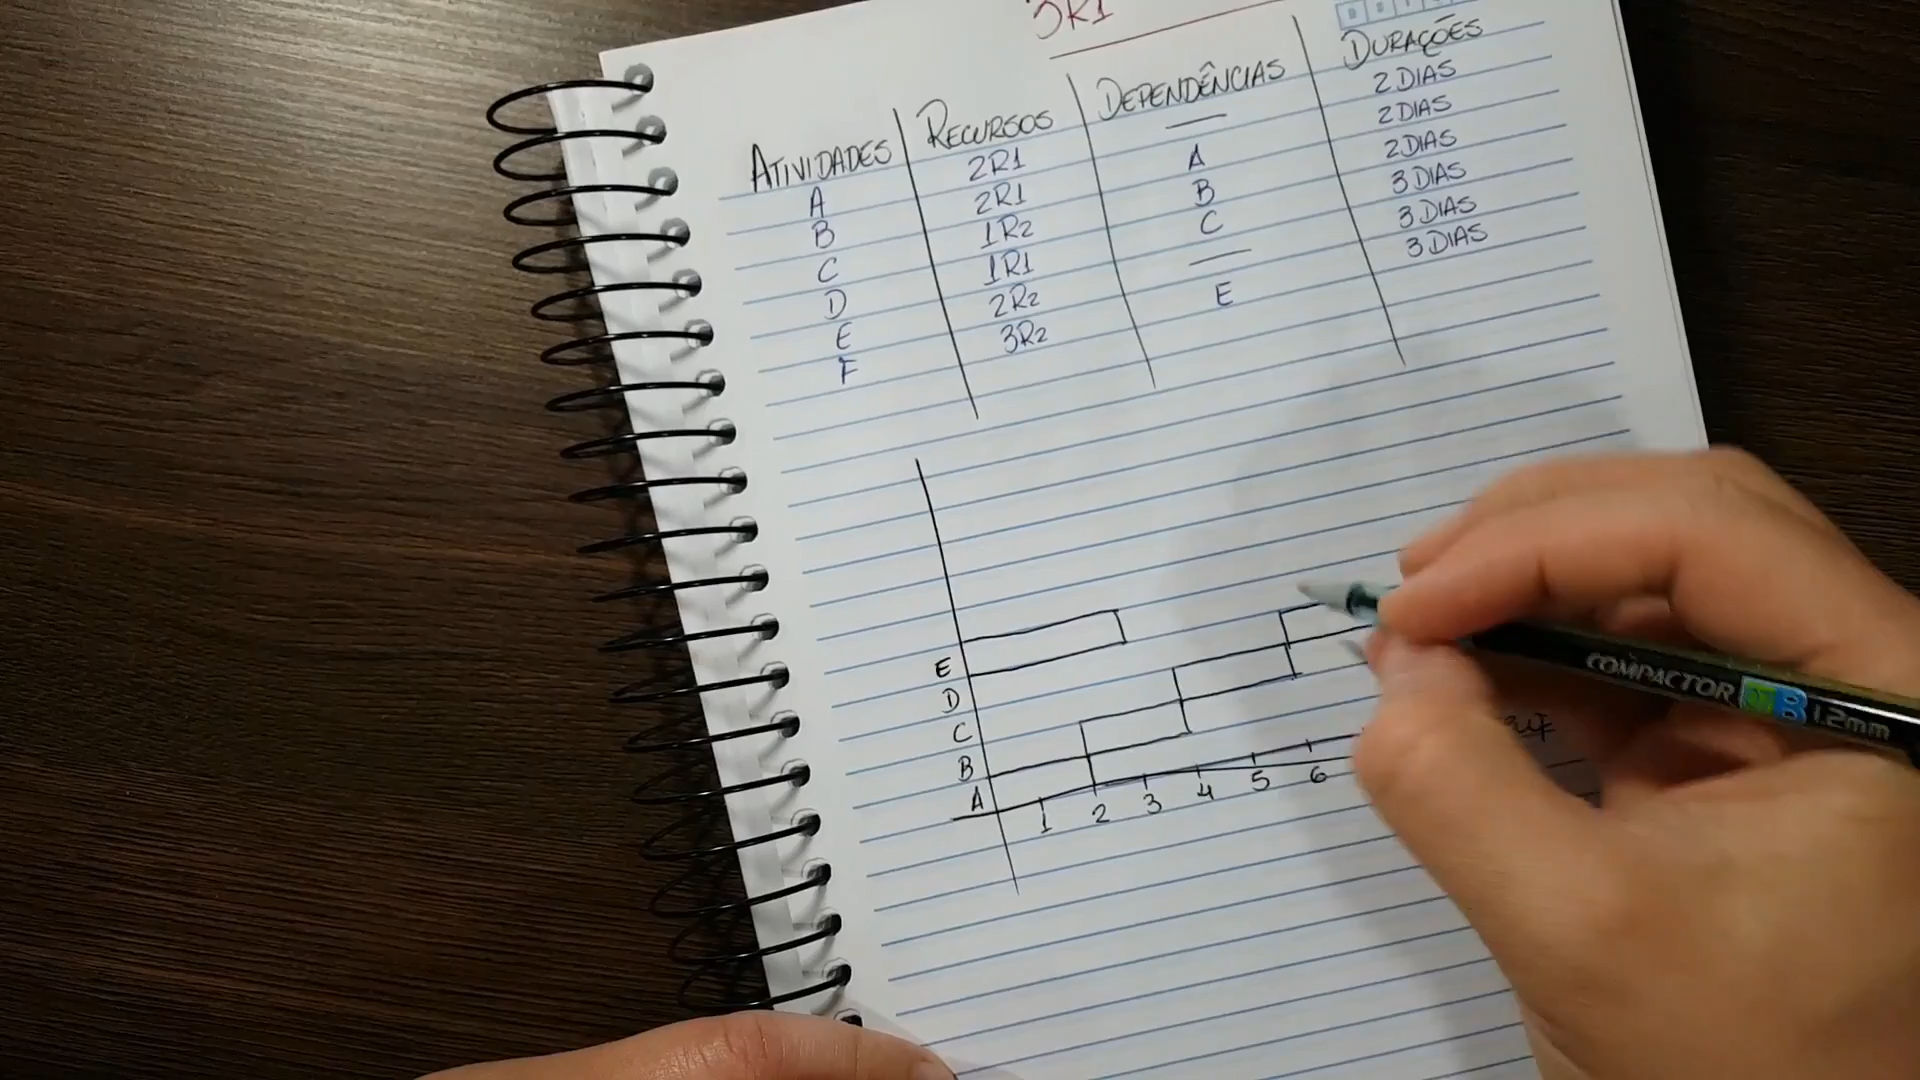 3R1
ATIVIDADES RECURSOS DEPENDÊNCIAS DURAÇÕES
A 2R1 — 2 DIAS
B 2R1 A 2 DIAS
C 1R2 B 2 DIAS
D 1R1 C 3 DIAS
E 2R2 — 3 DIAS
F 3R2 E 3 DIAS
E
D
C
B
A
1 2 3 4 5 6
COMPACTOR 1.2mm